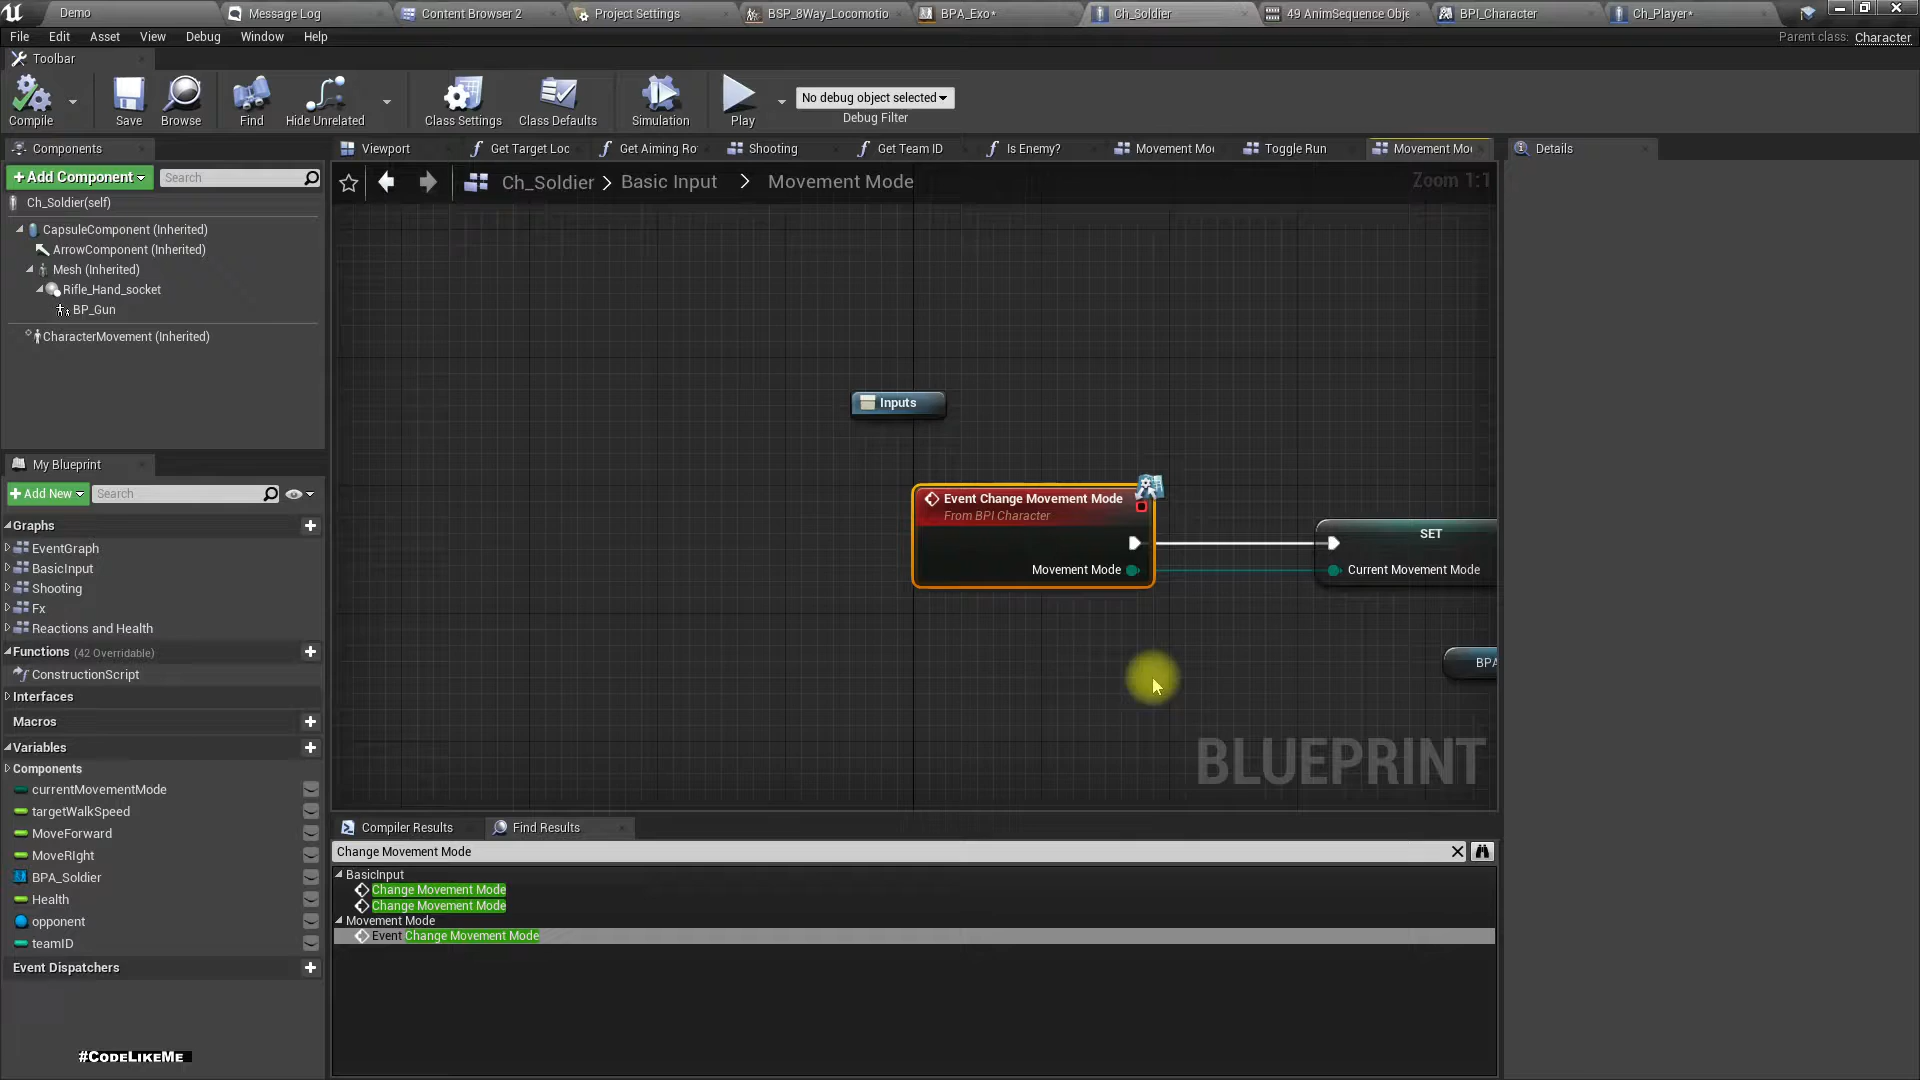 Demo
Message Log
Content Browser 2
Project Settings
BSP_8Way_Locomotio
BPA_Exo*
Ch_Soldier
49 AnimSequence Obje
BPI_Character
Ch_Player*
File
Edit
Asset
View
Debug
Window
Help
Parent class: Character
Toolbar
Compile
Save
Browse
Find
Hide Unrelated
Class Settings
Class Defaults
Simulation
Play
No debug object selected
Debug Filter
Components
Viewport
Get Target Loc
Get Aiming Ro
Shooting
Get Team ID
Is Enemy?
Movement Mo
Toggle Run
Movement Mo
Details
+Add Component
Search
Ch_Soldier > Basic Input > Movement Mode
Zoom 1:1
Ch_Soldier(self)
CapsuleComponent (Inherited)
ArrowComponent (Inherited)
Mesh (Inherited)
Rifle_Hand_socket
BP_Gun
CharacterMovement (Inherited)
Inputs
My Blueprint
+Add New
Search
Event Change Movement Mode
From BPI Character
Movement Mode
SET
Current Movement Mode
BPA
BLUEPRINT
Graphs
EventGraph
BasicInput
Shooting
Fx
Reactions and Health
Functions (42 Overridable)
ConstructionScript
Interfaces
Macros
Variables
Components
currentMovementMode
targetWalkSpeed
MoveForward
MoveRIght
BPA_Soldier
Health
opponent
teamID
Event Dispatchers
Compiler Results
Find Results
Change Movement Mode
BasicInput
Change Movement Mode
Change Movement Mode
Movement Mode
Event Change Movement Mode
#CodeLikeMe